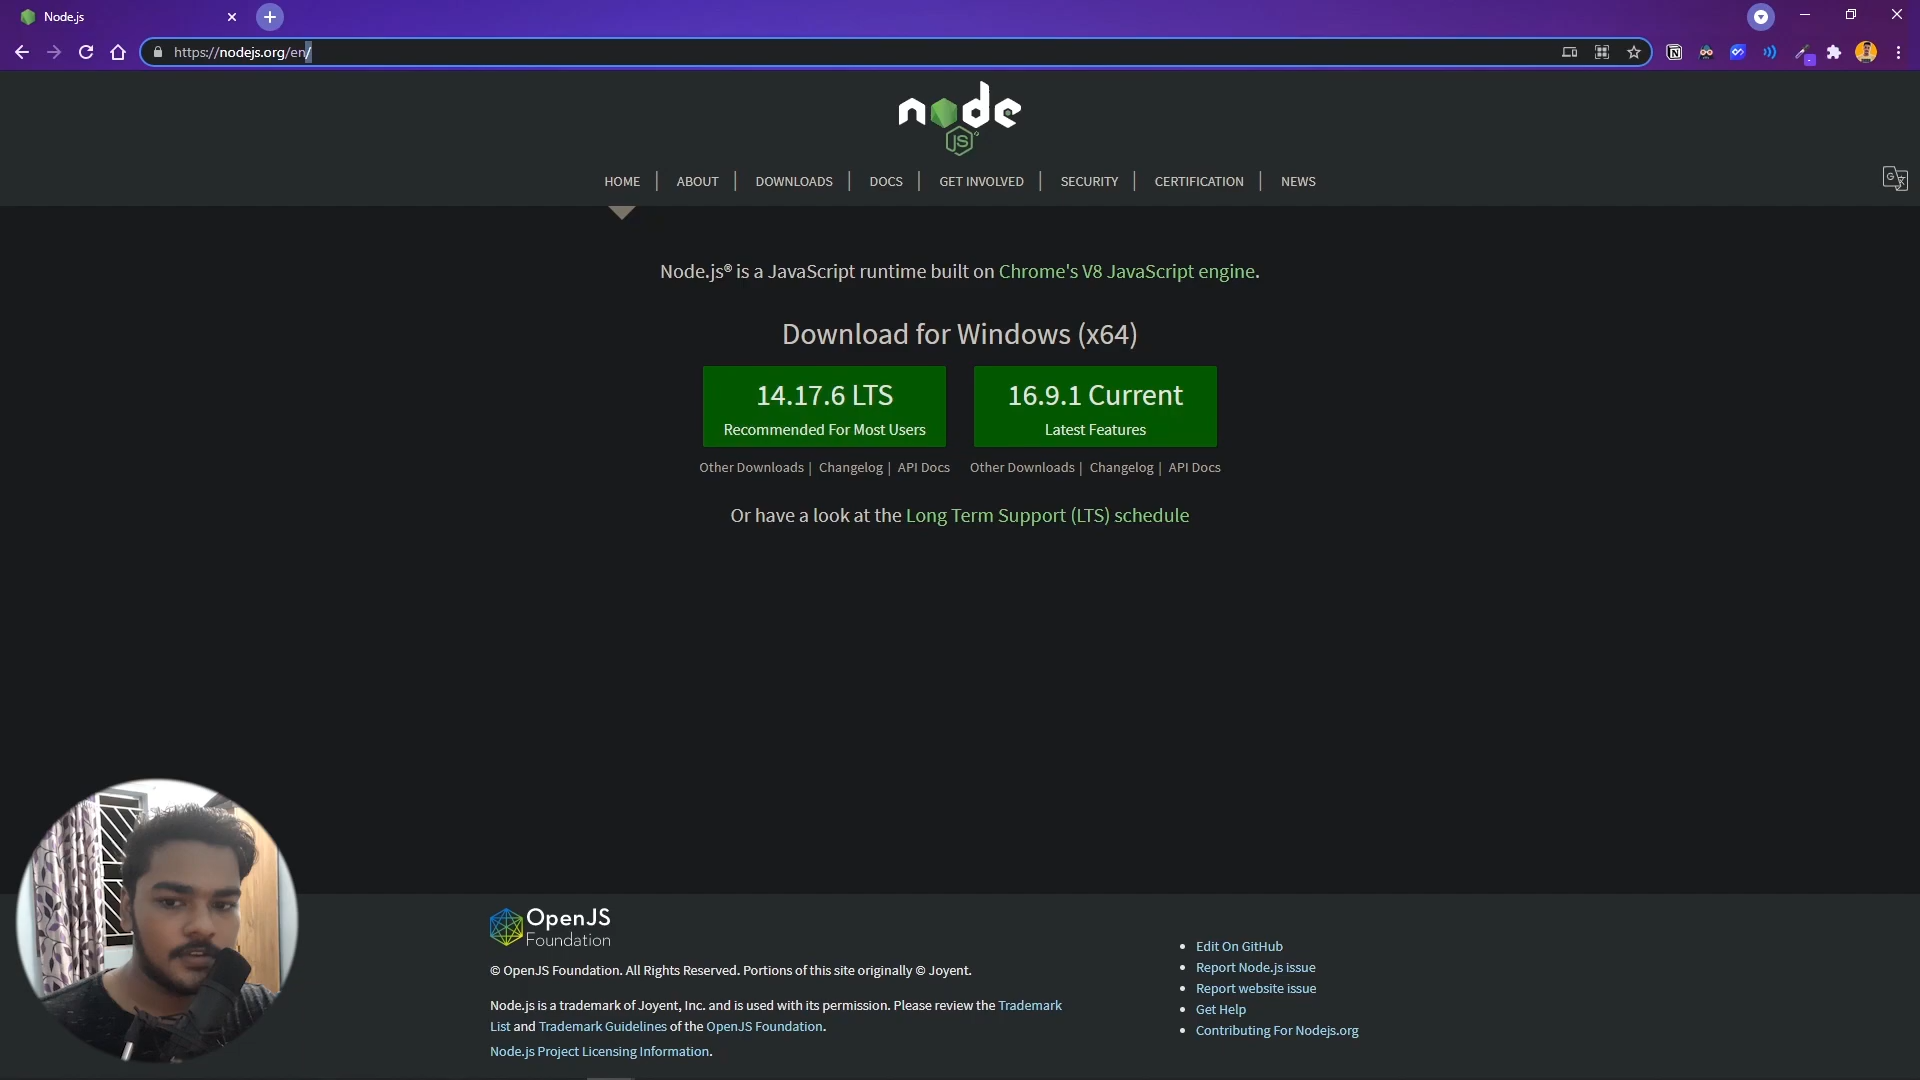 Node.js
https://nodejs.org/en/
node
JS
HOME | ABOUT | DOWNLOADS | DOCS | GET INVOLVED | SECURITY | CERTIFICATION | NEWS
Node.js® is a JavaScript runtime built on Chrome's V8 JavaScript engine.
Download for Windows (x64)
14.17.6 LTS
Recommended For Most Users
16.9.1 Current
Latest Features
Other Downloads | Changelog | API Docs
Other Downloads | Changelog | API Docs
Or have a look at the Long Term Support (LTS) schedule
OpenJS
Foundation
© OpenJS Foundation. All Rights Reserved. Portions of this site originally © Joyent.
Node.js is a trademark of Joyent, Inc. and is used with its permission. Please review the Trademark
List and Trademark Guidelines of the OpenJS Foundation.
Node.js Project Licensing Information.
Edit On GitHub
Report Node.js issue
Report website issue
Get Help
Contributing For Nodejs.org